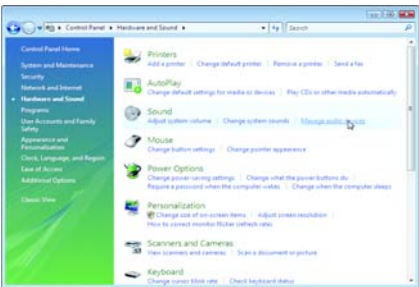 Control Panel ▸ Hardware and Sound ▸
Search
Control Panel Home
System and Maintenance
Security
Network and Internet
Hardware and Sound
Programs
User Accounts and Family Safety
Appearance and Personalization
Clock, Language, and Region
Ease of Access
Additional Options
Classic View
Printers
Add a printer | Change default printer | Remove a printer | Send a fax
AutoPlay
Change default settings for media or devices | Play CDs or other media automatically
Sound
Adjust system volume | Change system sounds | Manage audio devices
Mouse
Change button settings | Change pointer appearance
Power Options
Change power-saving settings | Change what the power buttons do
Require a password when the computer wakes | Change when the computer sleeps
Personalization
Change size of on-screen items | Adjust screen resolution
How to correct monitor flicker (refresh rate)
Scanners and Cameras
View scanners and cameras | Scan a document or picture
Keyboard
Change cursor blink rate | Check keyboard status